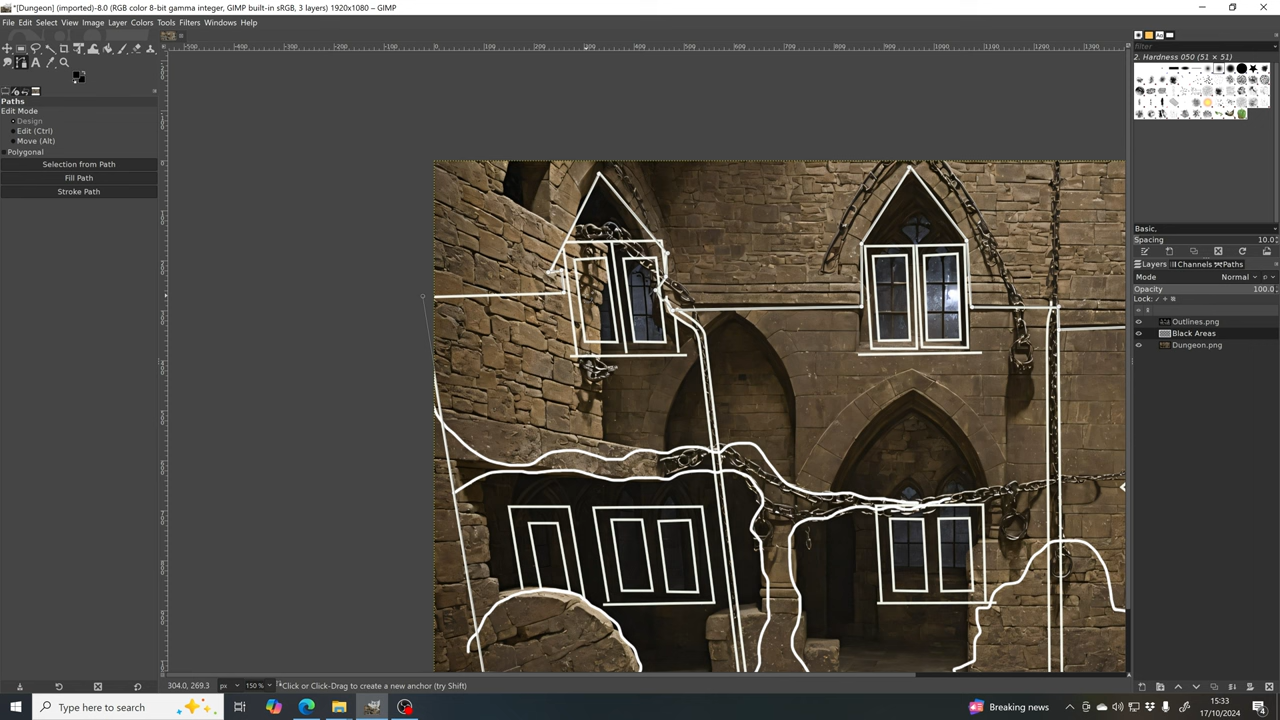 *[Dungeon] (imported)-8.0 (RGB color 8-bit gamma integer, GIMP built-in sRGB, 3 layers) 1920x1080 – GIMP
File Edit Select View Image Layer Colors Tools Filters Windows Help
filter
2. Hardness 050 (51 × 51)
Paths
Edit Mode
Design
Edit (Ctrl)
Move (Alt)
Polygonal
Selection from Path
Fill Path
Stroke Path
Basic,
Spacing 10.0
Layers Channels Paths
Mode Normal
Opacity 100.0
Lock:
Outlines.png
Black Areas
Dungeon.png
304.0, 269.3 px 150 % Click or Click-Drag to create a new anchor (try Shift)
Type here to search
Breaking news
15:33
17/10/2024